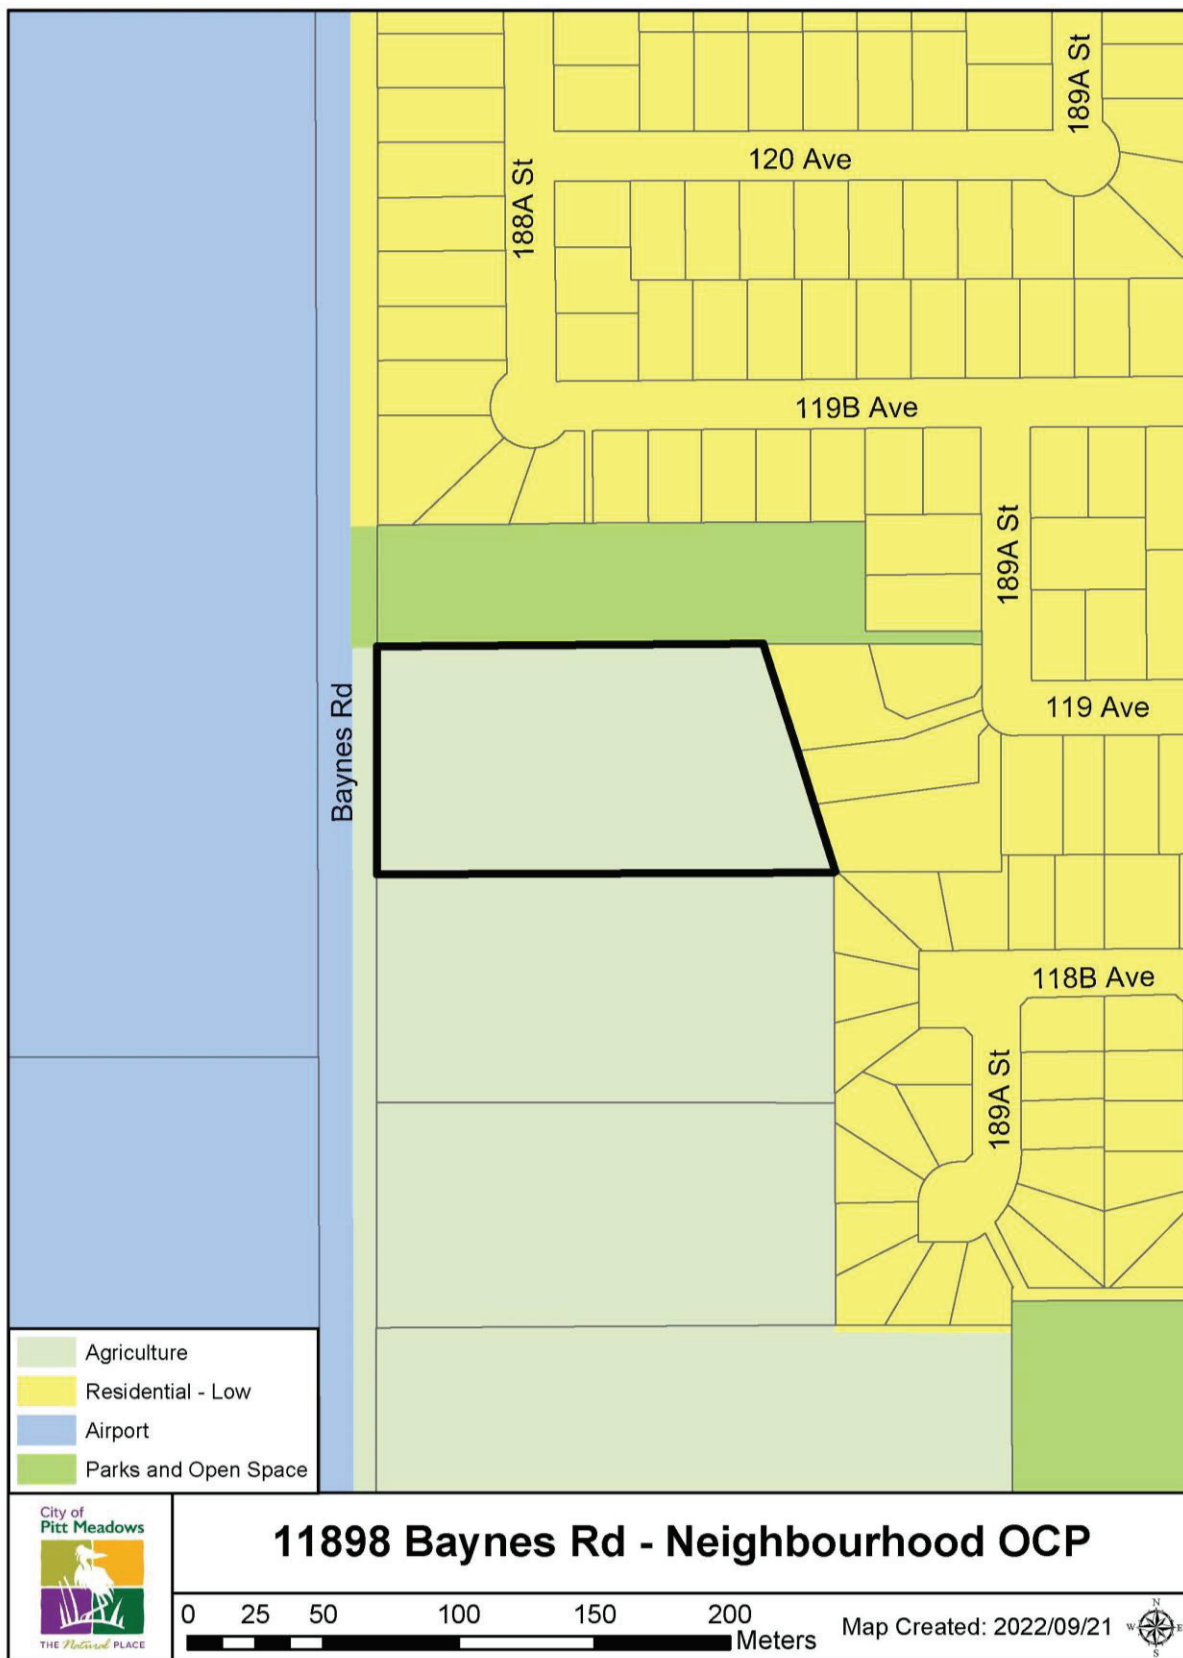 189A St
120 Ave
188A St
119B Ave
189A St
Baynes Rd
119 Ave
118B Ave
189A St
Agriculture
Residential - Low
Airport
Parks and Open Space
City of
Pitt Meadows
THE Natural PLACE
11898 Baynes Rd - Neighbourhood OCP
0 25 50 100 150 200
Meters
Map Created: 2022/09/21
N
W E
S